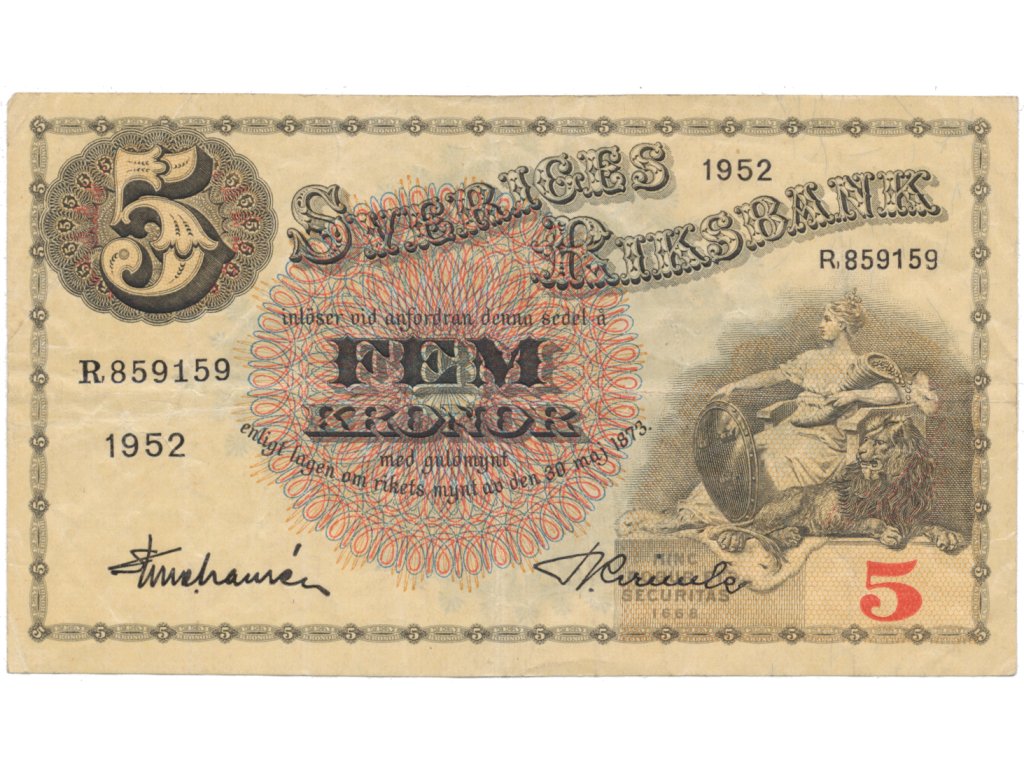 5
SVERIGES
RIKSBANK
1952
R, 859159
inlöser vid anfordran denna sedel å
FEM
KRONOR
med guldmynt
enligt lagen om rikets mynt av den 30 maj 1873.
R, 859159
1952
HINC
SECURITAS
1668
5